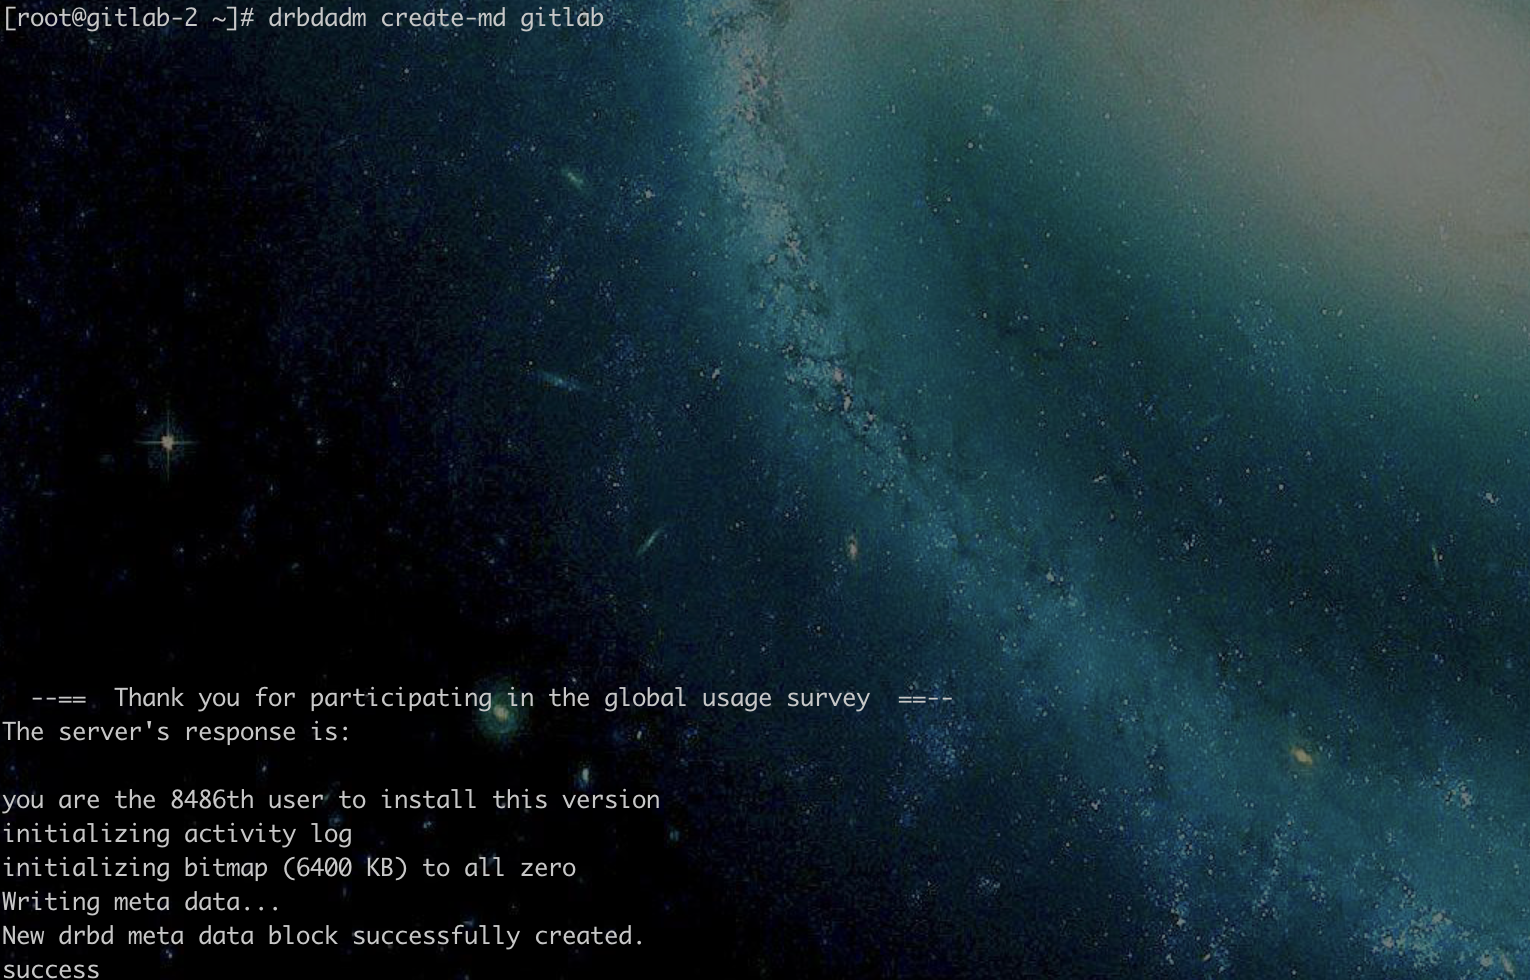 [root@gitlab-2 ~]# drbdadm create-md gitlab
--==  Thank you for participating in the global usage survey  ==--
The server's response is:
you are the 8486th user to install this version
initializing activity log
initializing bitmap (6400 KB) to all zero
Writing meta data...
New drbd meta data block successfully created.
success